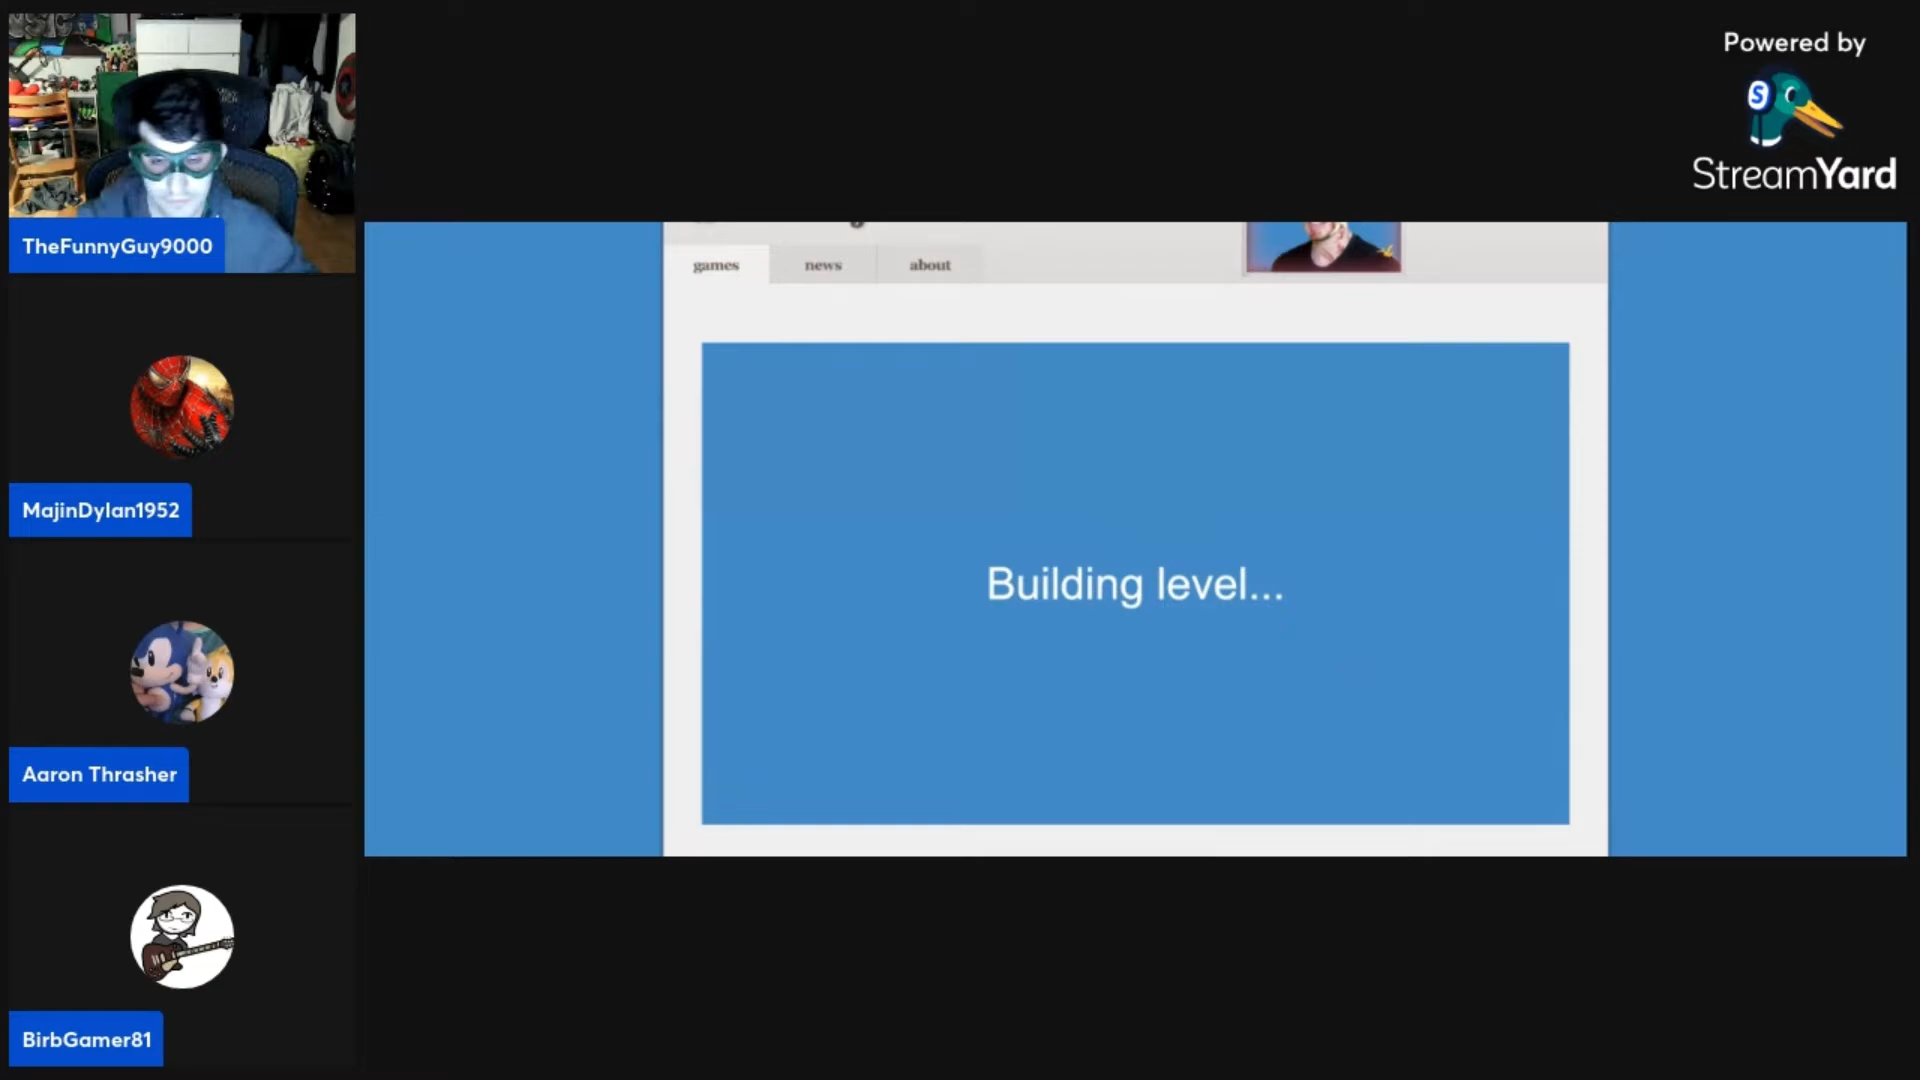 Powered by
S
StreamYard
TheFunnyGuy9000
games
news
about
MajinDylan1952
Building level...
Aaron Thrasher
BirbGamer81